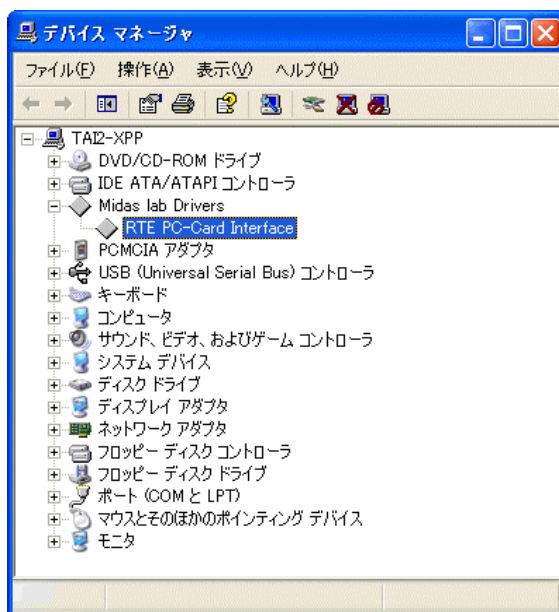 デバイス マネージャ
ファイル(F) 操作(A) 表示(V) ヘルプ(H)
TAI2-XPP
DVD/CD-ROM ドライブ
IDE ATA/ATAPI コントローラ
Midas lab Drivers
RTE PC-Card Interface
PCMCIA アダプタ
USB (Universal Serial Bus) コントローラ
キーボード
コンピュータ
サウンド、ビデオ、およびゲーム コントローラ
システム デバイス
ディスク ドライブ
ディスプレイ アダプタ
ネットワーク アダプタ
フロッピー ディスク コントローラ
フロッピー ディスク ドライブ
ポート (COM と LPT)
マウスとそのほかのポインティング デバイス
モニタ